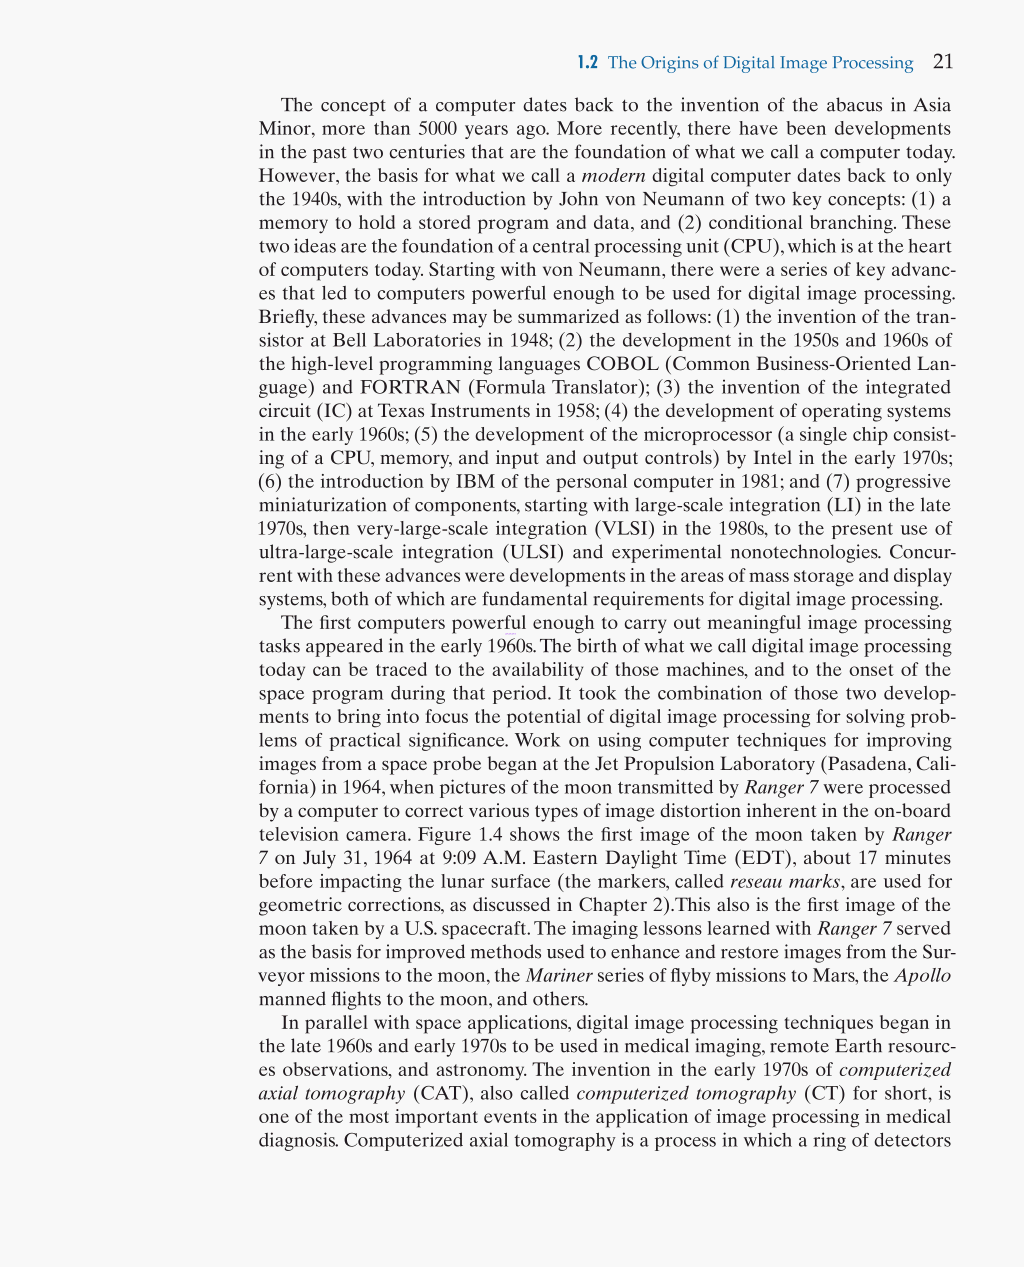 1.2 The Origins of Digital Image Processing 21
The concept of a computer dates back to the invention of the abacus in Asia
Minor, more than 5000 years ago. More recently, there have been developments
in the past two centuries that are the foundation of what we call a computer today.
However, the basis for what we call a modern digital computer dates back to only
the 1940s, with the introduction by John von Neumann of two key concepts: (1) a
memory to hold a stored program and data, and (2) conditional branching. These
two ideas are the foundation of a central processing unit (CPU), which is at the heart
of computers today. Starting with von Neumann, there were a series of key advanc-
es that led to computers powerful enough to be used for digital image processing.
Briefly, these advances may be summarized as follows: (1) the invention of the tran-
sistor at Bell Laboratories in 1948; (2) the development in the 1950s and 1960s of
the high-level programming languages COBOL (Common Business-Oriented Lan-
guage) and FORTRAN (Formula Translator); (3) the invention of the integrated
circuit (IC) at Texas Instruments in 1958; (4) the development of operating systems
in the early 1960s; (5) the development of the microprocessor (a single chip consist-
ing of a CPU, memory, and input and output controls) by Intel in the early 1970s;
(6) the introduction by IBM of the personal computer in 1981; and (7) progressive
miniaturization of components, starting with large-scale integration (LI) in the late
1970s, then very-large-scale integration (VLSI) in the 1980s, to the present use of
ultra-large-scale integration (ULSI) and experimental nonotechnologies. Concur-
rent with these advances were developments in the areas of mass storage and display
systems, both of which are fundamental requirements for digital image processing.
The first computers powerful enough to carry out meaningful image processing
tasks appeared in the early 1960s. The birth of what we call digital image processing
today can be traced to the availability of those machines, and to the onset of the
space program during that period. It took the combination of those two develop-
ments to bring into focus the potential of digital image processing for solving prob-
lems of practical significance. Work on using computer techniques for improving
images from a space probe began at the Jet Propulsion Laboratory (Pasadena, Cali-
fornia) in 1964, when pictures of the moon transmitted by Ranger 7 were processed
by a computer to correct various types of image distortion inherent in the on-board
television camera. Figure 1.4 shows the first image of the moon taken by Ranger
7 on July 31, 1964 at 9:09 A.M. Eastern Daylight Time (EDT), about 17 minutes
before impacting the lunar surface (the markers, called reseau marks, are used for
geometric corrections, as discussed in Chapter 2).This also is the first image of the
moon taken by a U.S. spacecraft. The imaging lessons learned with Ranger 7 served
as the basis for improved methods used to enhance and restore images from the Sur-
veyor missions to the moon, the Mariner series of flyby missions to Mars, the Apollo
manned flights to the moon, and others.
In parallel with space applications, digital image processing techniques began in
the late 1960s and early 1970s to be used in medical imaging, remote Earth resourc-
es observations, and astronomy. The invention in the early 1970s of computerized
axial tomography (CAT), also called computerized tomography (CT) for short, is
one of the most important events in the application of image processing in medical
diagnosis. Computerized axial tomography is a process in which a ring of detectors